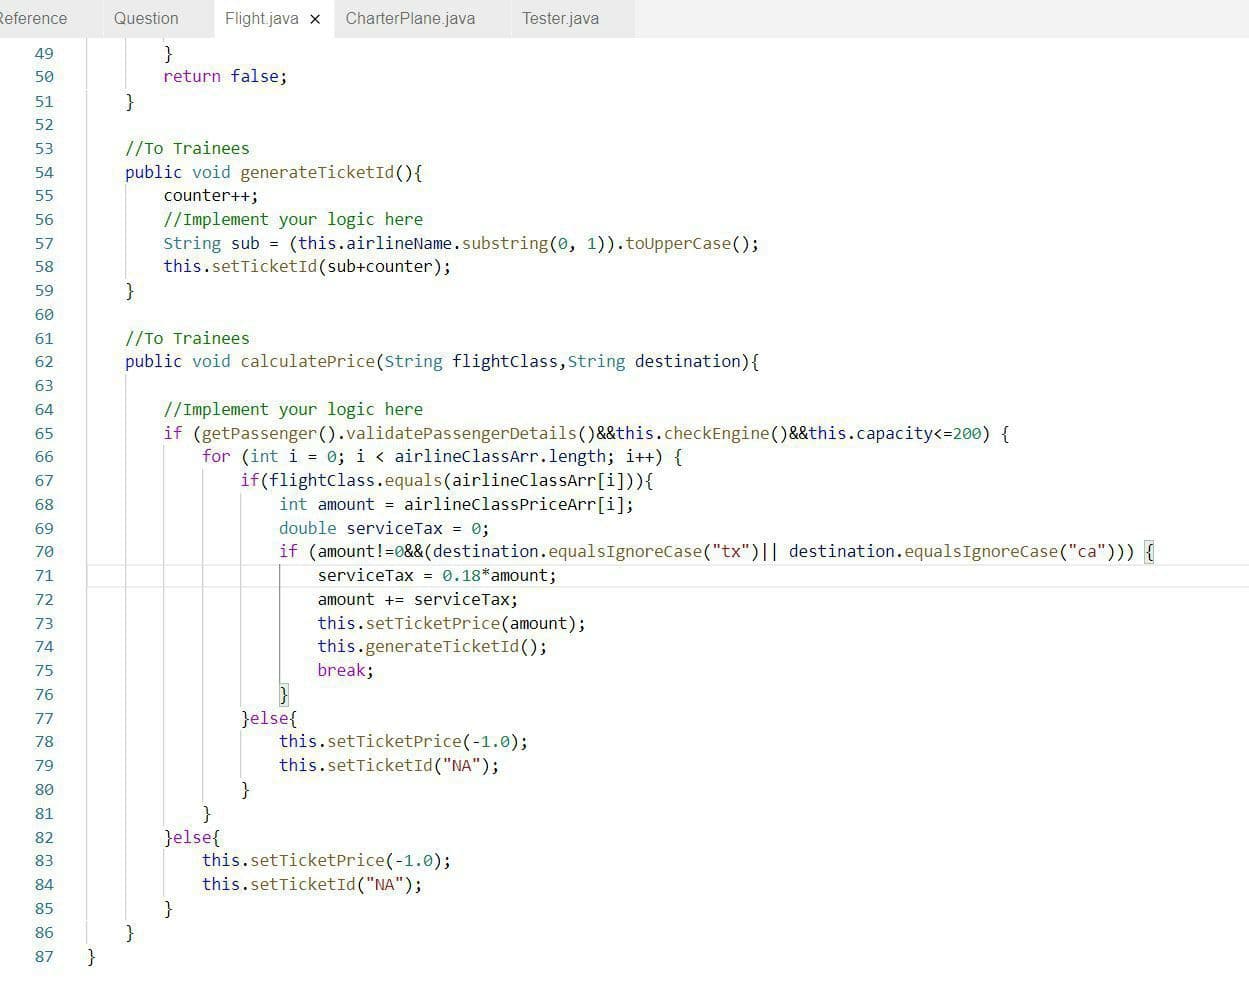 Reference Question Flight.java × CharterPlane.java Tester.java
49 }
50 return false;
51 }
52
53 //To Trainees
54 public void generateTicketId(){
55 counter++;
56 //Implement your logic here
57 String sub = (this.airlineName.substring(0, 1)).toUpperCase();
58 this.setTicketId(sub+counter);
59 }
60
61 //To Trainees
62 public void calculatePrice(String flightClass,String destination){
63
64 //Implement your logic here
65 if (getPassenger().validatePassengerDetails()&&this.checkEngine()&&this.capacity<=200) {
66 for (int i = 0; i < airlineClassArr.length; i++) {
67 if(flightClass.equals(airlineClassArr[i])){
68 int amount = airlineClassPriceArr[i];
69 double serviceTax = 0;
70 if (amount!=0&&(destination.equalsIgnoreCase("tx")|| destination.equalsIgnoreCase("ca"))) {
71 serviceTax = 0.18*amount;
72 amount += serviceTax;
73 this.setTicketPrice(amount);
74 this.generateTicketId();
75 break;
76 }
77 }else{
78 this.setTicketPrice(-1.0);
79 this.setTicketId("NA");
80 }
81 }
82 }else{
83 this.setTicketPrice(-1.0);
84 this.setTicketId("NA");
85 }
86 }
87 }